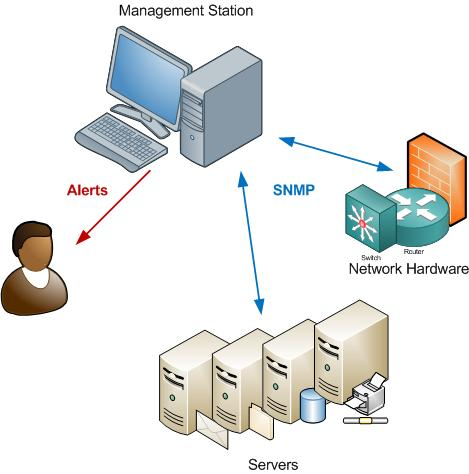 Management Station
Alerts
SNMP
Switch
Router
Network Hardware
Servers